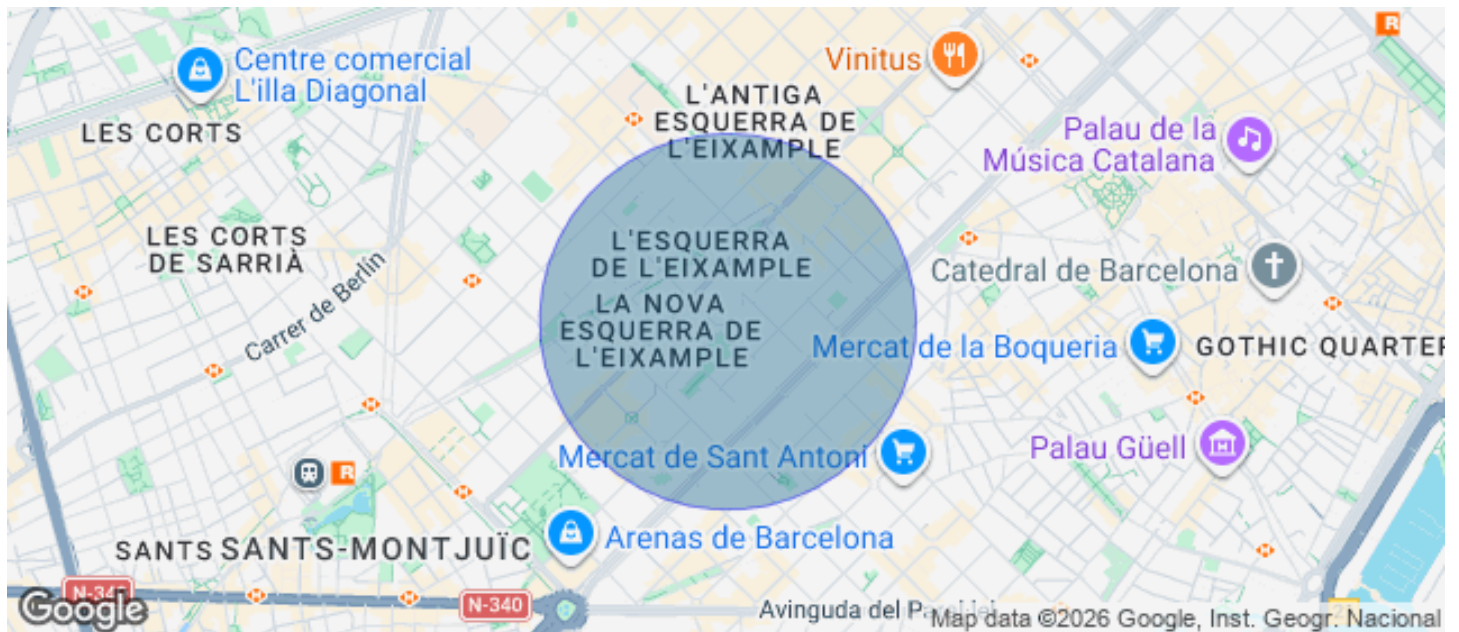 Centre comercial
L'illa Diagonal
Vinitus
L'ANTIGA
ESQUERRA DE
L'EIXAMPLE
LES CORTS
Palau de la
Música Catalana
LES CORTS
DE SARRIÀ
L'ESQUERRA
DE L'EIXAMPLE
Catedral de Barcelona
Carrer de Berlín
LA NOVA
ESQUERRA DE
L'EIXAMPLE
Mercat de la Boqueria
GOTHIC QUARTER
Mercat de Sant Antoni
Palau Güell
R
R
Arenas de Barcelona
SANTS
SANTS-MONTJUÏC
N-340
N-340
Google
Avinguda del
Map data ©2026 Google, Inst. Geogr. Nacional